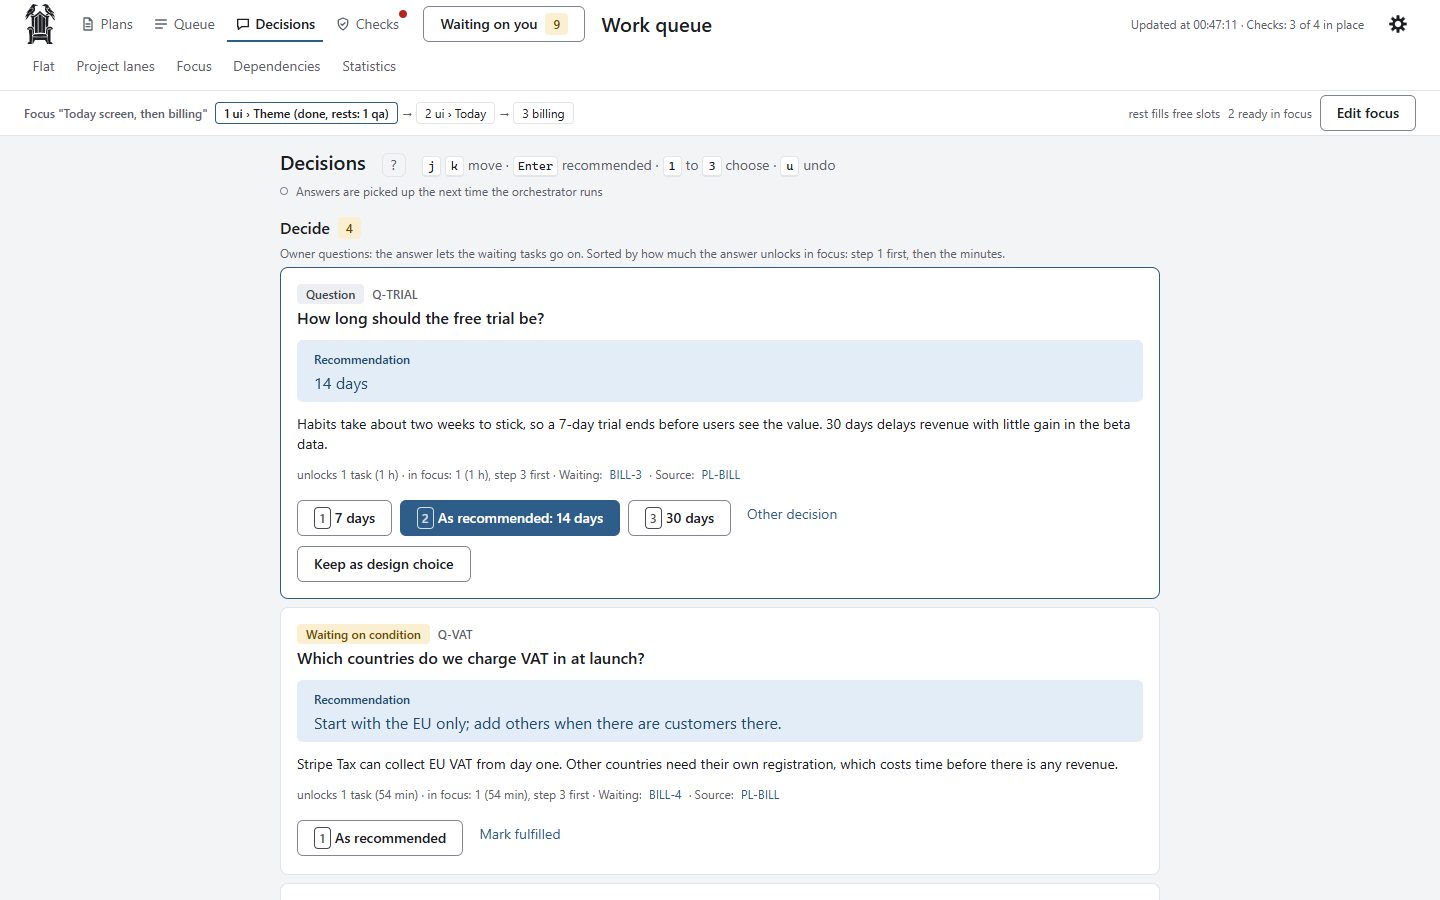 Plans Queue Decisions Checks Waiting on you 9 Work queue Updated at 00:47:11 · Checks: 3 of 4 in place
Flat Project lanes Focus Dependencies Statistics
Focus "Today screen, then billing" 1 ui › Theme (done, rests: 1 qa) → 2 ui › Today → 3 billing rest fills free slots 2 ready in focus Edit focus
Decisions ? j k move · Enter recommended · 1 to 3 choose · u undo
Answers are picked up the next time the orchestrator runs
Decide 4
Owner questions: the answer lets the waiting tasks go on. Sorted by how much the answer unlocks in focus: step 1 first, then the minutes.
Question Q-TRIAL
How long should the free trial be?
Recommendation
14 days
Habits take about two weeks to stick, so a 7-day trial ends before users see the value. 30 days delays revenue with little gain in the beta
data.
unlocks 1 task (1 h) · in focus: 1 (1 h), step 3 first · Waiting: BILL-3 · Source: PL-BILL
1 7 days 2 As recommended: 14 days 3 30 days Other decision
Keep as design choice
Waiting on condition Q-VAT
Which countries do we charge VAT in at launch?
Recommendation
Start with the EU only; add others when there are customers there.
Stripe Tax can collect EU VAT from day one. Other countries need their own registration, which costs time before there is any revenue.
unlocks 1 task (54 min) · in focus: 1 (54 min), step 3 first · Waiting: BILL-4 · Source: PL-BILL
1 As recommended Mark fulfilled